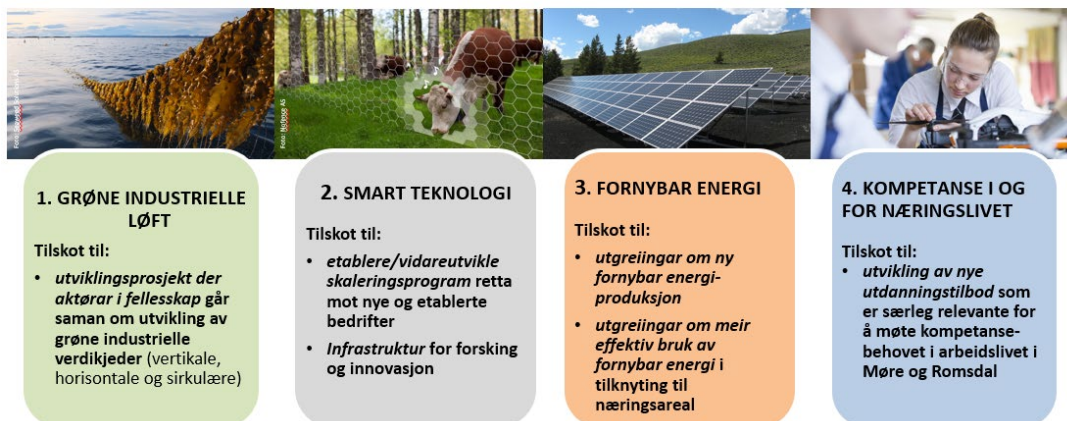 Foto:
Foto: Nofence AS
1. GRØNE INDUSTRIELLE
LØFT
Tilskot til:
• utviklingsprosjekt der
aktørar i fellesskap går
saman om utvikling av
grøne industrielle
verdikjeder (vertikale,
horisontale og sirkulære)
2. SMART TEKNOLOGI
Tilskot til:
• etablere/vidareutvikle
skaleringsprogram retta
mot nye og etablerte
bedrifter
• Infrastruktur for forsking
og innovasjon
3. FORNYBAR ENERGI
Tilskot til:
• utgreiingar om ny
fornybar energi-
produksjon
• utgreiingar om meir
effektiv bruk av
fornybar energi i
tilknyting til
næringsareal
4. KOMPETANSE I OG
FOR NÆRINGSLIVET
Tilskot til:
• utvikling av nye
utdanningstilbod som
er særleg relevante for
å møte kompetanse-
behovet i arbeidslivet i
Møre og Romsdal